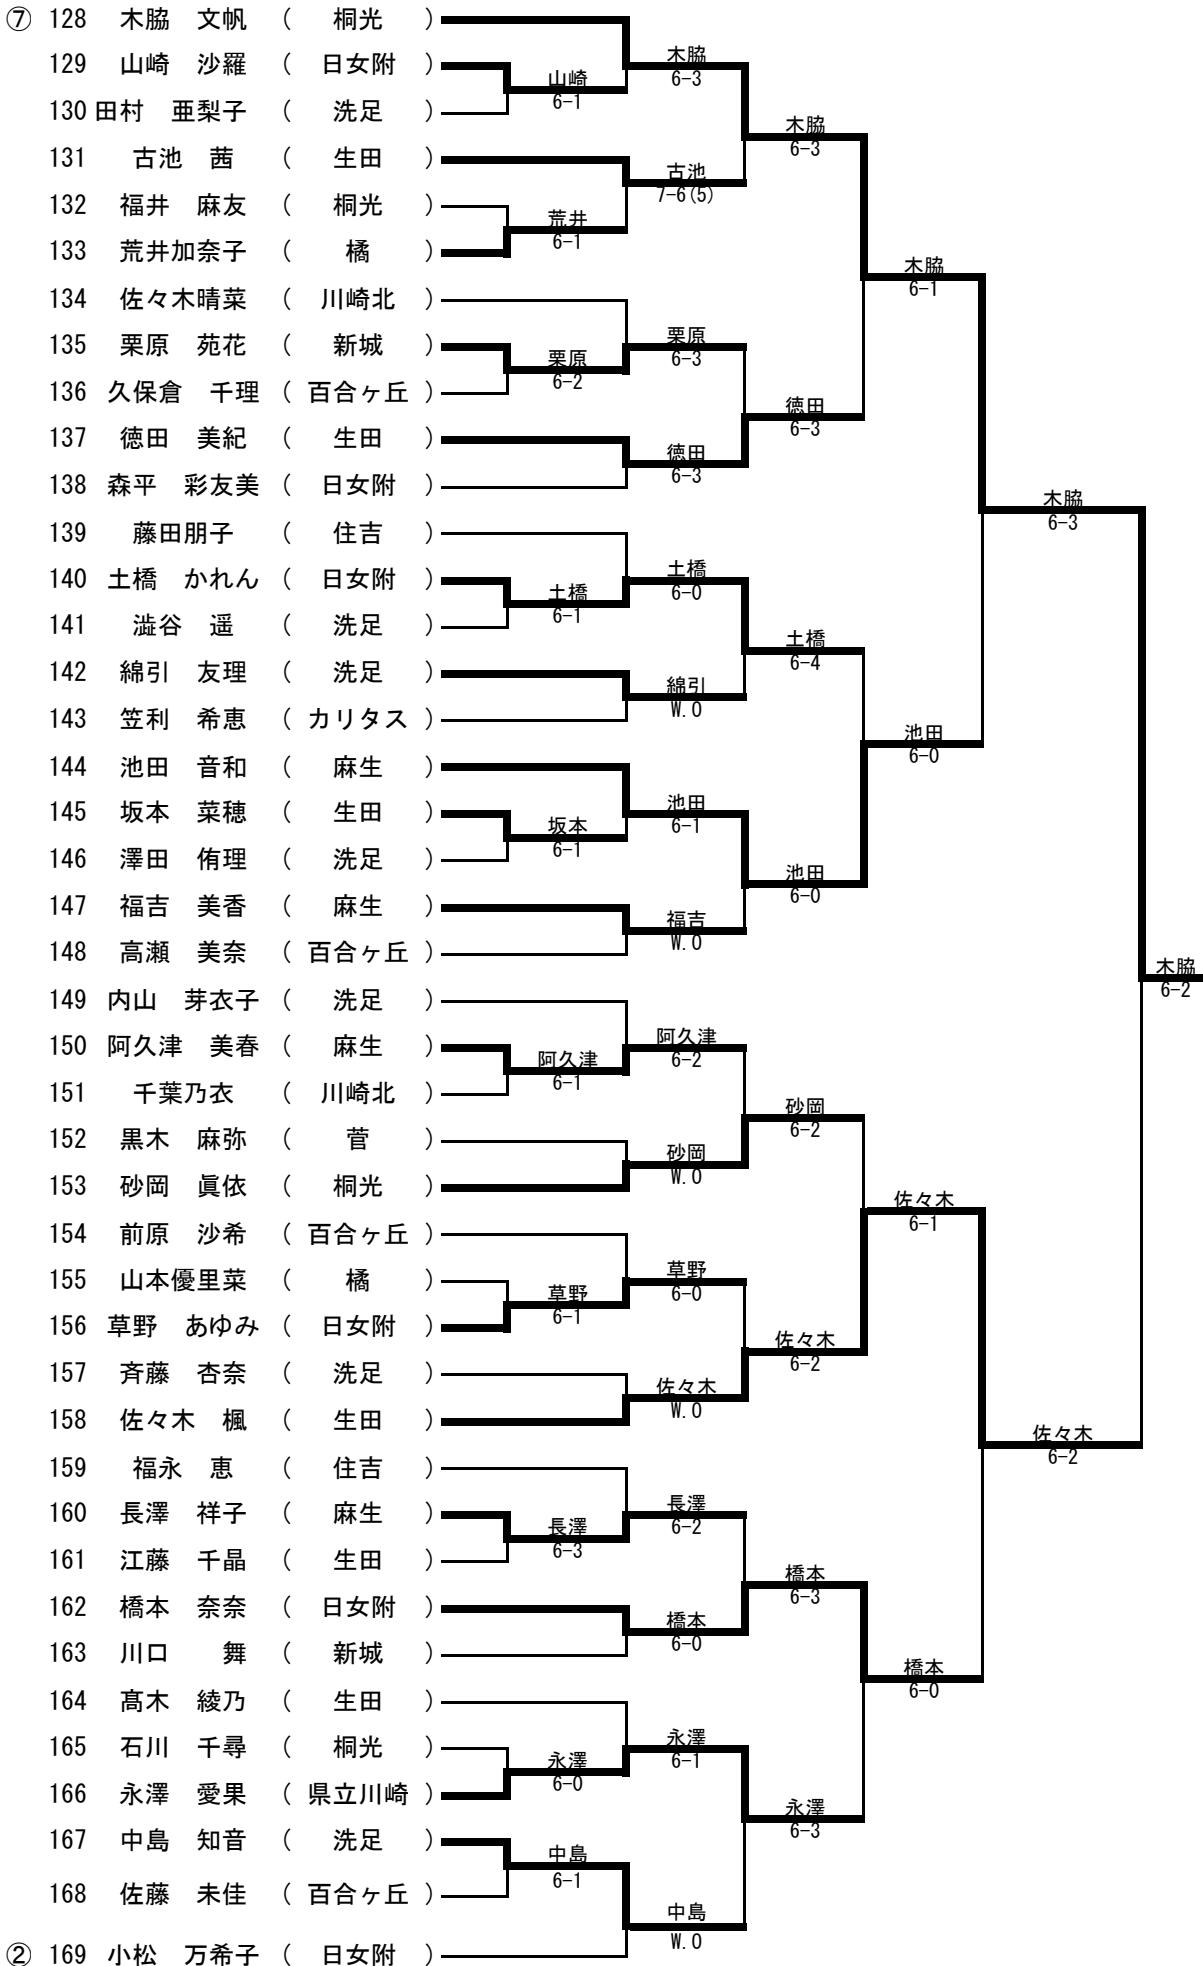 ⑦ 128 木脇 文帆 ( 桐光 )
129 山崎 沙羅 ( 日女附 )
130 田村 亜梨子 ( 洗足 )
131 古池 茜 ( 生田 )
132 福井 麻友 ( 桐光 )
133 荒井加奈子 ( 橘 )
134 佐々木晴菜 ( 川崎北 )
135 栗原 苑花 ( 新城 )
136 久保倉 千理 ( 百合ヶ丘 )
137 徳田 美紀 ( 生田 )
138 森平 彩友美 ( 日女附 )
139 藤田朋子 ( 住吉 )
140 土橋 かれん ( 日女附 )
141 澁谷 遥 ( 洗足 )
142 綿引 友理 ( 洗足 )
143 笠利 希恵 ( カリタス )
144 池田 音和 ( 麻生 )
145 坂本 菜穂 ( 生田 )
146 澤田 侑理 ( 洗足 )
147 福吉 美香 ( 麻生 )
148 高瀬 美奈 ( 百合ヶ丘 )
149 内山 芽衣子 ( 洗足 )
150 阿久津 美春 ( 麻生 )
151 千葉乃衣 ( 川崎北 )
152 黒木 麻弥 ( 菅 )
153 砂岡 眞依 ( 桐光 )
154 前原 沙希 ( 百合ヶ丘 )
155 山本優里菜 ( 橘 )
156 草野 あゆみ ( 日女附 )
157 斉藤 杏奈 ( 洗足 )
158 佐々木 楓 ( 生田 )
159 福永 恵 ( 住吉 )
160 長澤 祥子 ( 麻生 )
161 江藤 千晶 ( 生田 )
162 橋本 奈奈 ( 日女附 )
163 川口 舞 ( 新城 )
164 髙木 綾乃 ( 生田 )
165 石川 千尋 ( 桐光 )
166 永澤 愛果 ( 県立川崎 )
167 中島 知音 ( 洗足 )
168 佐藤 未佳 ( 百合ヶ丘 )
② 169 小松 万希子 ( 日女附 )
山崎
6-1
荒井
6-1
栗原
6-2
土橋
6-1
坂本
6-1
阿久津
6-1
草野
6-1
長澤
6-3
永澤
6-0
中島
6-1
木脇
6-3
古池
7-6(5)
栗原
6-3
徳田
6-3
土橋
6-0
綿引
W.O
池田
6-1
福吉
W.O
阿久津
6-2
砂岡
W.O
草野
6-0
佐々木
W.O
長澤
6-2
橋本
6-0
永澤
6-1
中島
W.O
木脇
6-3
徳田
6-3
土橋
6-4
池田
6-0
砂岡
6-2
佐々木
6-2
橋本
6-3
永澤
6-3
木脇
6-1
池田
6-0
佐々木
6-1
橋本
6-0
木脇
6-3
佐々木
6-2
木脇
6-2